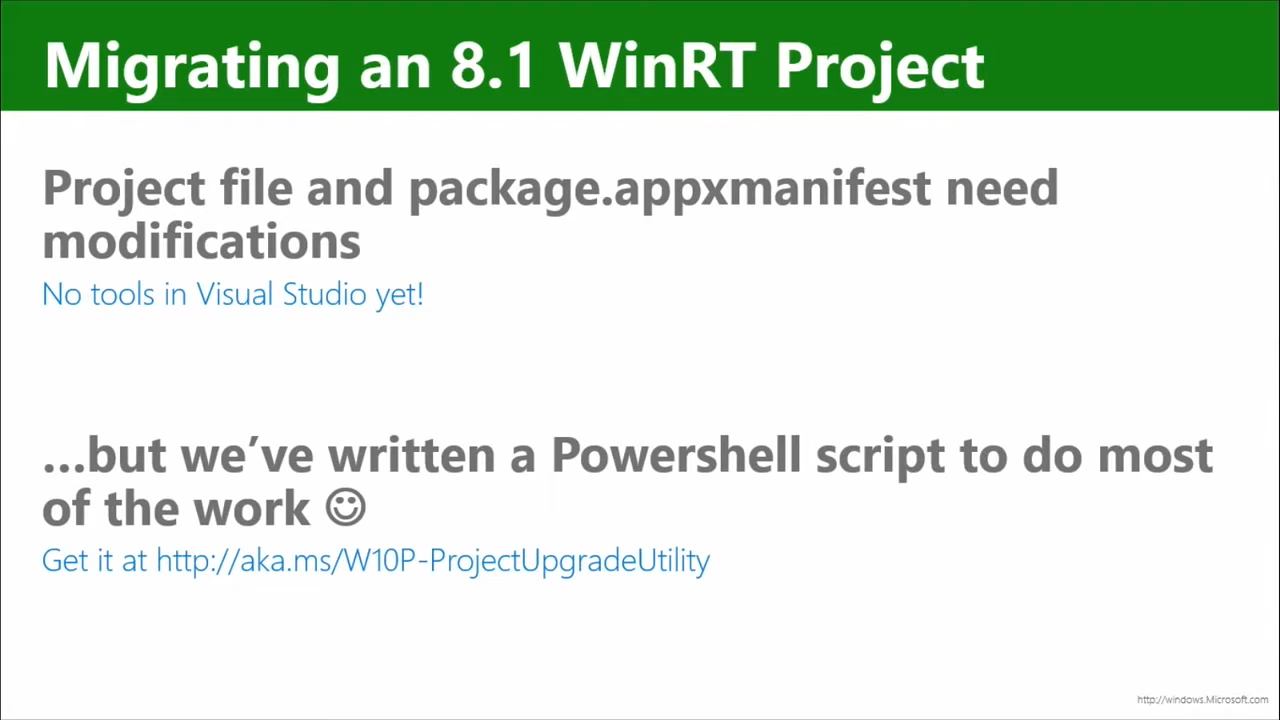 Migrating an 8.1 WinRT Project
Project file and package.appxmanifest need
modifications
No tools in Visual Studio yet!
...but we’ve written a Powershell script to do most
of the work ☺
Get it at http://aka.ms/W10P-ProjectUpgradeUtility
http://windows.Microsoft.com